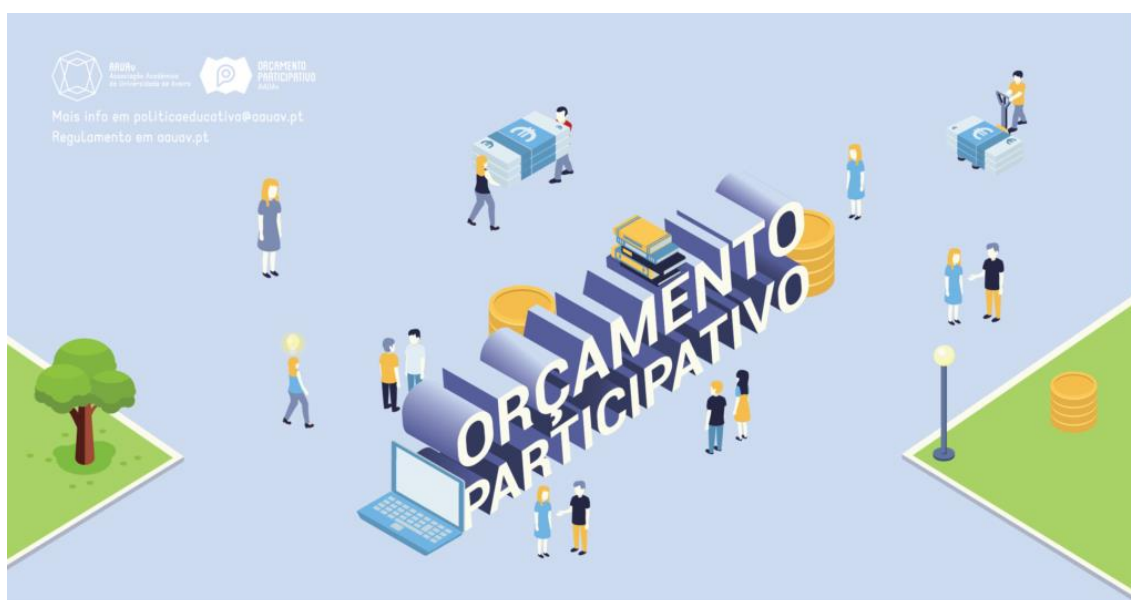 AAUAv
Associação Académica
da Universidade de Aveiro
ORÇAMENTO
PARTICIPATIVO
AAUAv
Mais info em politicaeducativa@aauav.pt
Regulamento em aauav.pt
ORÇAMENTO
PARTICIPATIVO